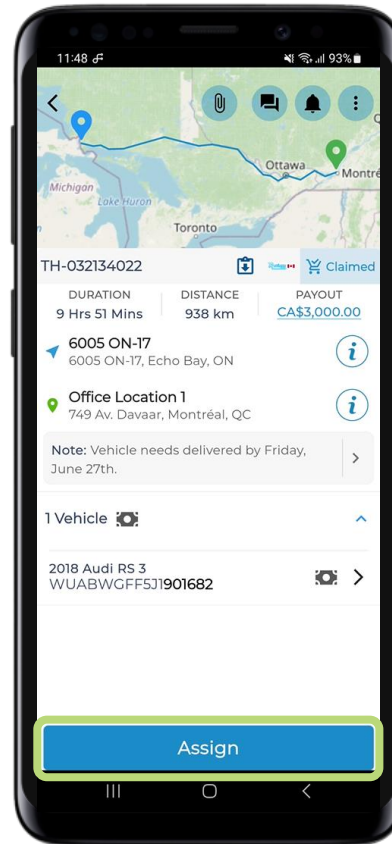 11:48
93%
Ottawa
Montré
Michigan
Lake Huron
Toronto
TH-032134022
Claimed
DURATION
DISTANCE
PAYOUT
9 Hrs 51 Mins
938 km
CA$3,000.00
6005 ON-17
6005 ON-17, Echo Bay, ON
Office Location 1
749 Av. Davaar, Montréal, QC
Note: Vehicle needs delivered by Friday,
June 27th.
1 Vehicle
2018 Audi RS 3
WUABWGFF5J1901682
Assign